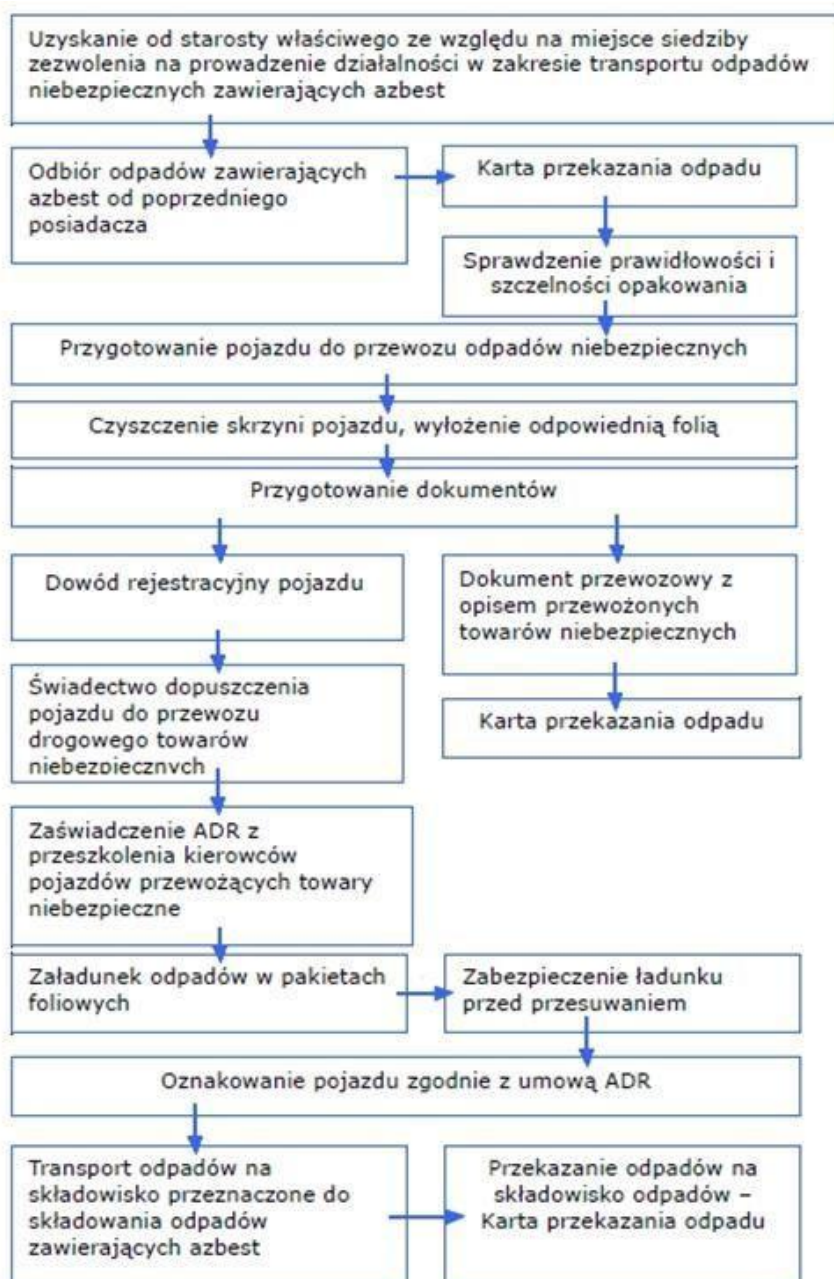 Uzyskanie od starosty właściwego ze względu na miejsce siedziby
zezwolenia na prowadzenie działalności w zakresie transportu odpadów
niebezpiecznych zawierających azbest
Odbiór odpadów zawierających
azbest od poprzedniego
posiadacza
Karta przekazania odpadu
Sprawdzenie prawidłowości i
szczelności opakowania
Przygotowanie pojazdu do przewozu odpadów niebezpiecznych
Czyszczenie skrzyni pojazdu, wyłożenie odpowiednią folią
Przygotowanie dokumentów
Dowód rejestracyjny pojazdu
Dokument przewozowy z
opisem przewożonych
towarów niebezpiecznych
Świadectwo dopuszczenia
pojazdu do przewozu
drogowego towarów
niebezpiecznych
Karta przekazania odpadu
Zaświadczenie ADR z
przeszkolenia kierowców
pojazdów przewożących towary
niebezpieczne
Załadunek odpadów w pakietach
foliowych
Zabezpieczenie ładunku
przed przesuwaniem
Oznakowanie pojazdu zgodnie z umową ADR
Transport odpadów na
składowisko przeznaczone do
składowania odpadów
zawierających azbest
Przekazanie odpadów na
składowisko odpadów –
Karta przekazania odpadu